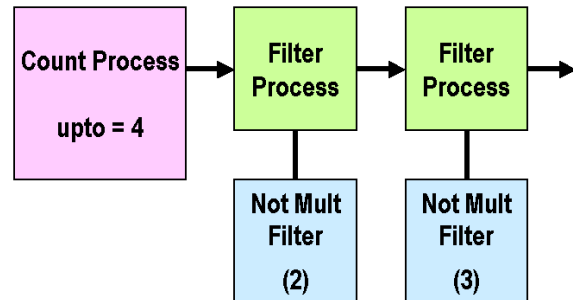 Count Process
upto = 4
Filter
Process
Filter
Process
Not Mult
Filter
(2)
Not Mult
Filter
(3)